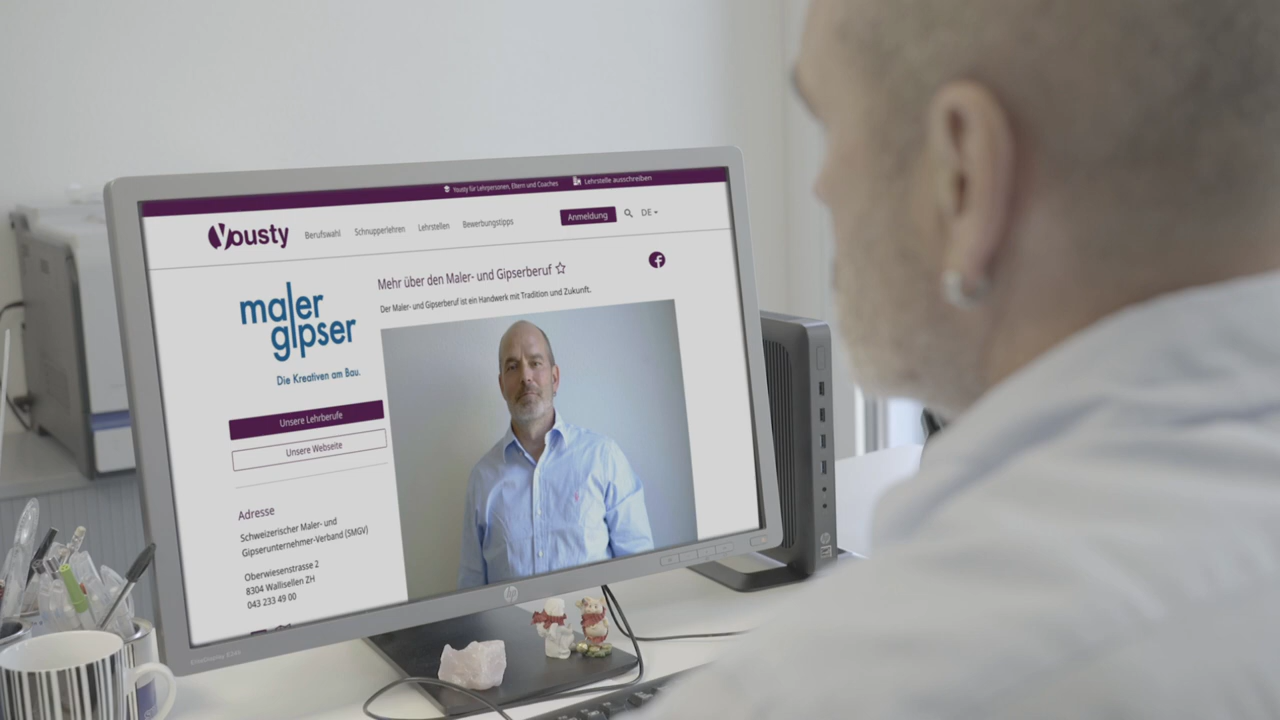 Yousty für Lehrpersonen, Eltern und Coaches
Lehrstelle ausschreiben
Yousty
Berufswahl
Schnupperlehren
Lehrstellen
Bewerbungstipps
Anmeldung
DE
maler
gipser
Die Kreativen am Bau.
Unsere Lehrberufe
Unsere Webseite
Adresse
Schweizerischer Maler- und
Gipserunternehmer-Verband (SMGV)
Oberwiesenstrasse 2
8304 Wallisellen ZH
043 233 49 00
Mehr über den Maler- und Gipserberuf
Der Maler- und Gipserberuf ist ein Handwerk mit Tradition und Zukunft.
hp